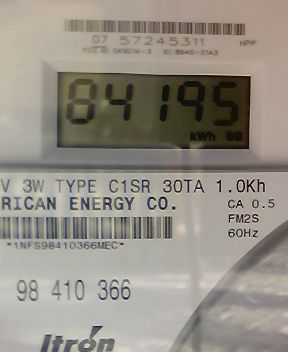 07 57245311 HPP
84195
kWh
V 3W TYPE C1SR 30TA 1.0Kh
RICAN ENERGY CO. CA 0.5
FM2S
*1NFS98410366MEC* 60Hz
98 410 366
Itron